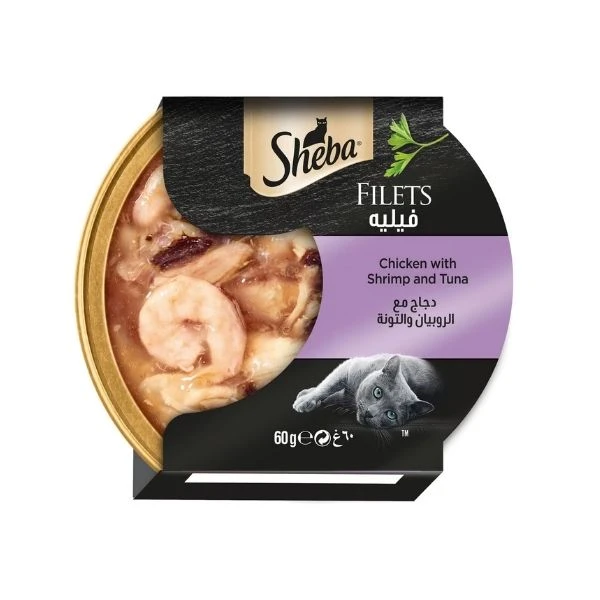 Sheba®
FILETS
فيليه
Chicken with
Shrimp and Tuna
دجاج مع
الروبيان والتونة
60g℮ ٦٠غ
™